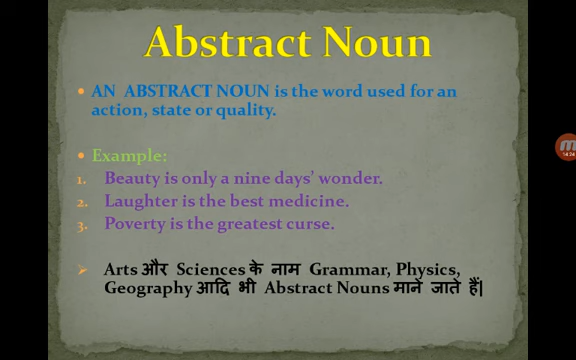 Abstract Noun
• AN ABSTRACT NOUN is the word used for an
action, state or quality.
• Example:
1. Beauty is only a nine days' wonder.
2. Laughter is the best medicine.
3. Poverty is the greatest curse.
➢ Arts और Sciences के नाम Grammar, Physics,
Geography आदि भी Abstract Nouns माने जाते हैं|
14:24